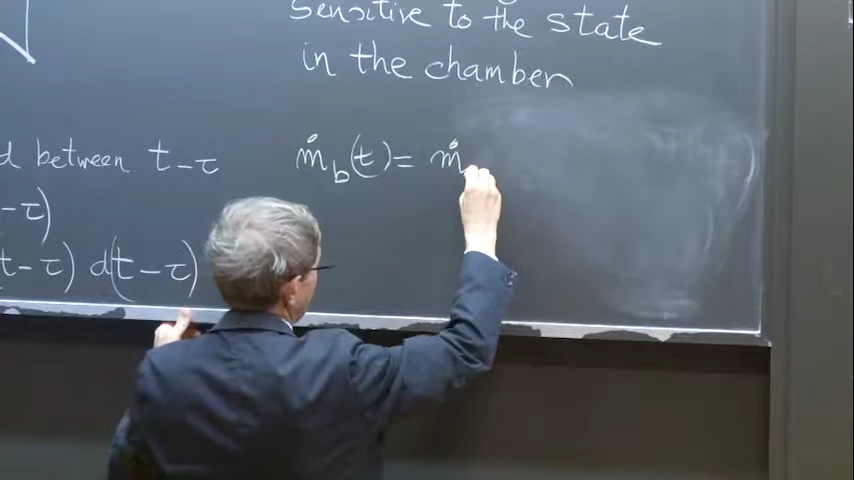 sensitive to the state
in the chamber
between t-τ
-τ)
t-τ) d(t-τ)
ṁ_b(t) = ṁ